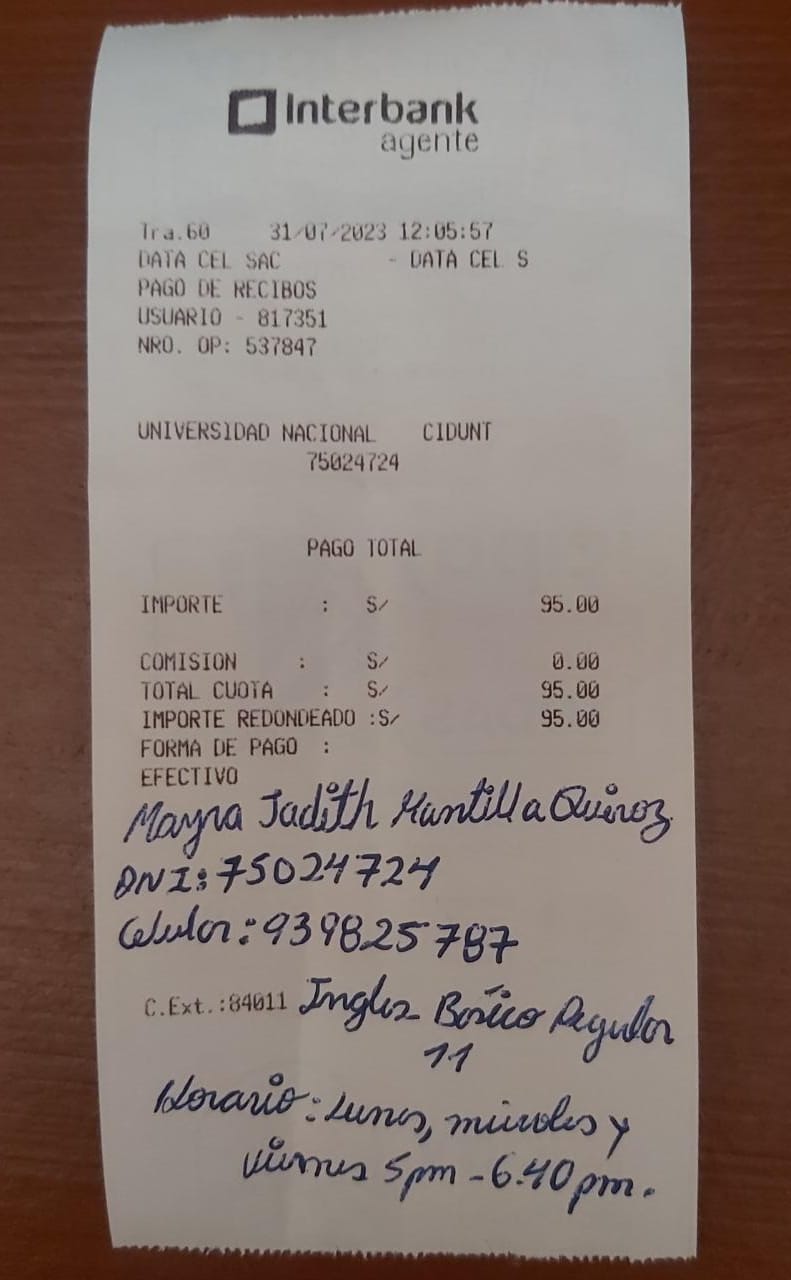 Interbank
agente
Tra.60 31/07/2023 12:05:57
DATA CEL SAC - DATA CEL S
PAGO DE RECIBOS
USUARIO - 817351
NRO. OP: 537847
UNIVERSIDAD NACIONAL CIDUNT
75024724
PAGO TOTAL
IMPORTE : S/ 95.00
COMISION : S/ 0.00
TOTAL CUOTA : S/ 95.00
IMPORTE REDONDEADO :S/ 95.00
FORMA DE PAGO :
EFECTIVO
Mayra Judith Mantilla Quiroz
DNI: 75024724
Celular: 939825787
C.Ext.:84011 Ingles Básico Regular
11
Horario: Lunes, miércoles y
viernes 5pm - 6:40 pm.